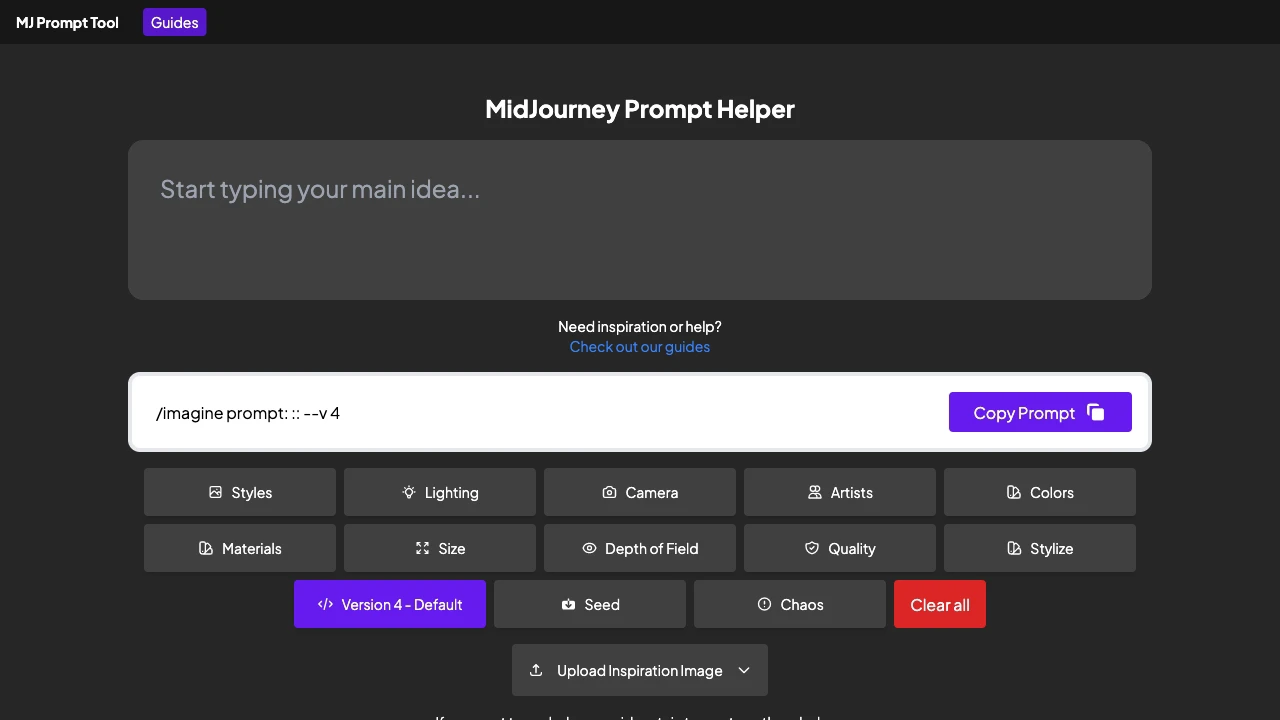 MJ Prompt Tool
Guides
MidJourney Prompt Helper
Start typing your main idea...
Need inspiration or help?
Check out our guides
/imagine prompt: :: --v 4
Copy Prompt
Styles
Lighting
Camera
Artists
Colors
Materials
Size
Depth of Field
Quality
Stylize
Version 4 - Default
Seed
Chaos
Clear all
Upload Inspiration Image